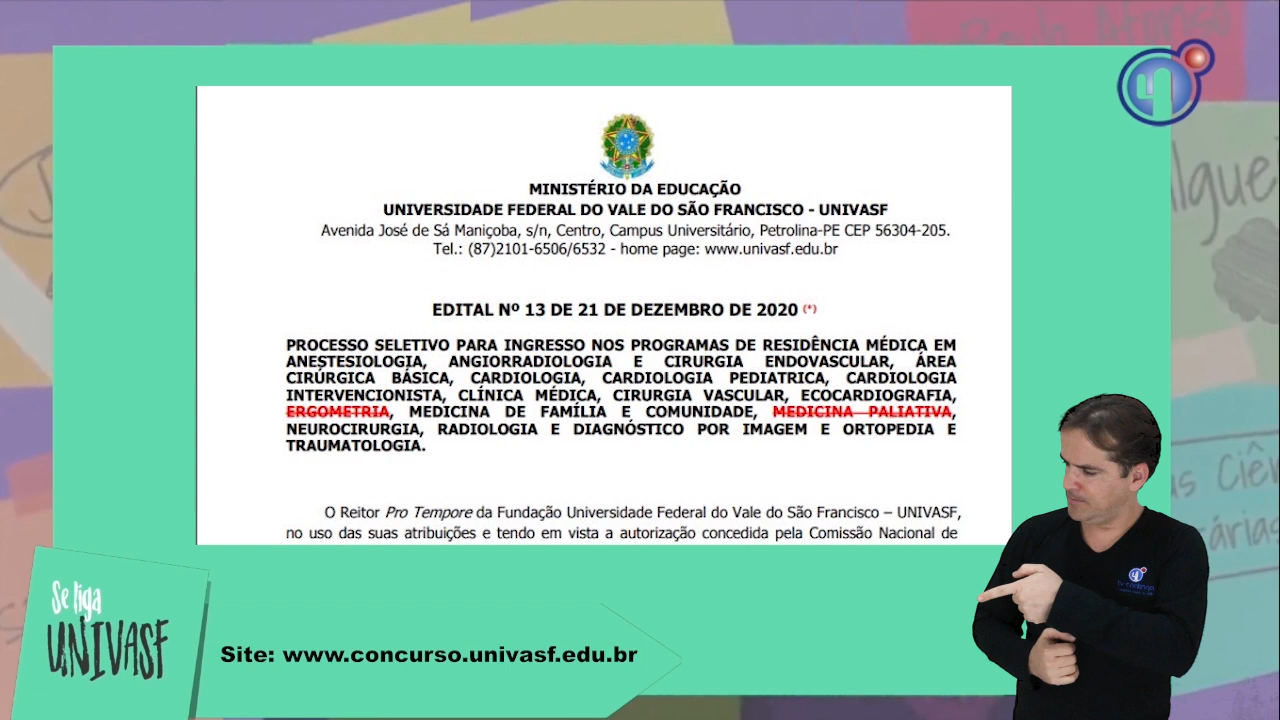 Paulo Afonso
MINISTÉRIO DA EDUCAÇÃO
UNIVERSIDADE FEDERAL DO VALE DO SÃO FRANCISCO - UNIVASF
Avenida José de Sá Maniçoba, s/n, Centro, Campus Universitário, Petrolina-PE CEP 56304-205.
Tel.: (87)2101-6506/6532 - home page: www.univasf.edu.br
EDITAL Nº 13 DE 21 DE DEZEMBRO DE 2020 (*)
PROCESSO SELETIVO PARA INGRESSO NOS PROGRAMAS DE RESIDÊNCIA MÉDICA EM
ANESTESIOLOGIA, ANGIORRADIOLOGIA E CIRURGIA ENDOVASCULAR, ÁREA
CIRÚRGICA BÁSICA, CARDIOLOGIA, CARDIOLOGIA PEDIATRICA, CARDIOLOGIA
INTERVENCIONISTA, CLÍNICA MÉDICA, CIRURGIA VASCULAR, ECOCARDIOGRAFIA,
ERGOMETRIA, MEDICINA DE FAMÍLIA E COMUNIDADE, MEDICINA PALIATIVA,
NEUROCIRURGIA, RADIOLOGIA E DIAGNÓSTICO POR IMAGEM E ORTOPEDIA E
TRAUMATOLOGIA.
O Reitor Pro Tempore da Fundação Universidade Federal do Vale do São Francisco – UNIVASF,
no uso das suas atribuições e tendo em vista a autorização concedida pela Comissão Nacional de
Se liga
UNIVASF
Site: www.concurso.univasf.edu.br